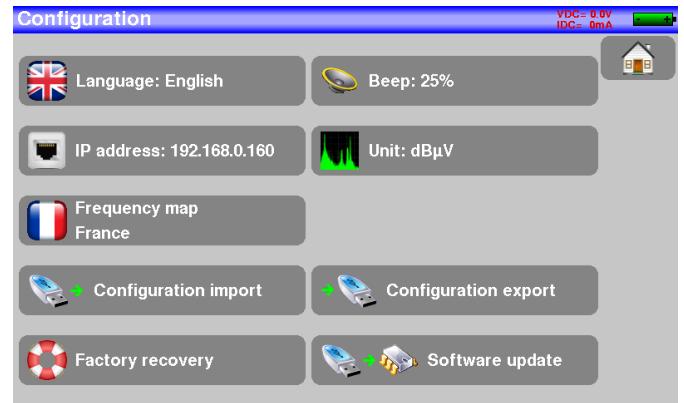 Configuration
VDC= 0.0V
IDC= 0mA
Language: English
Beep: 25%
IP address: 192.168.0.160
Unit: dBµV
Frequency map
France
Configuration import
Configuration export
Factory recovery
Software update